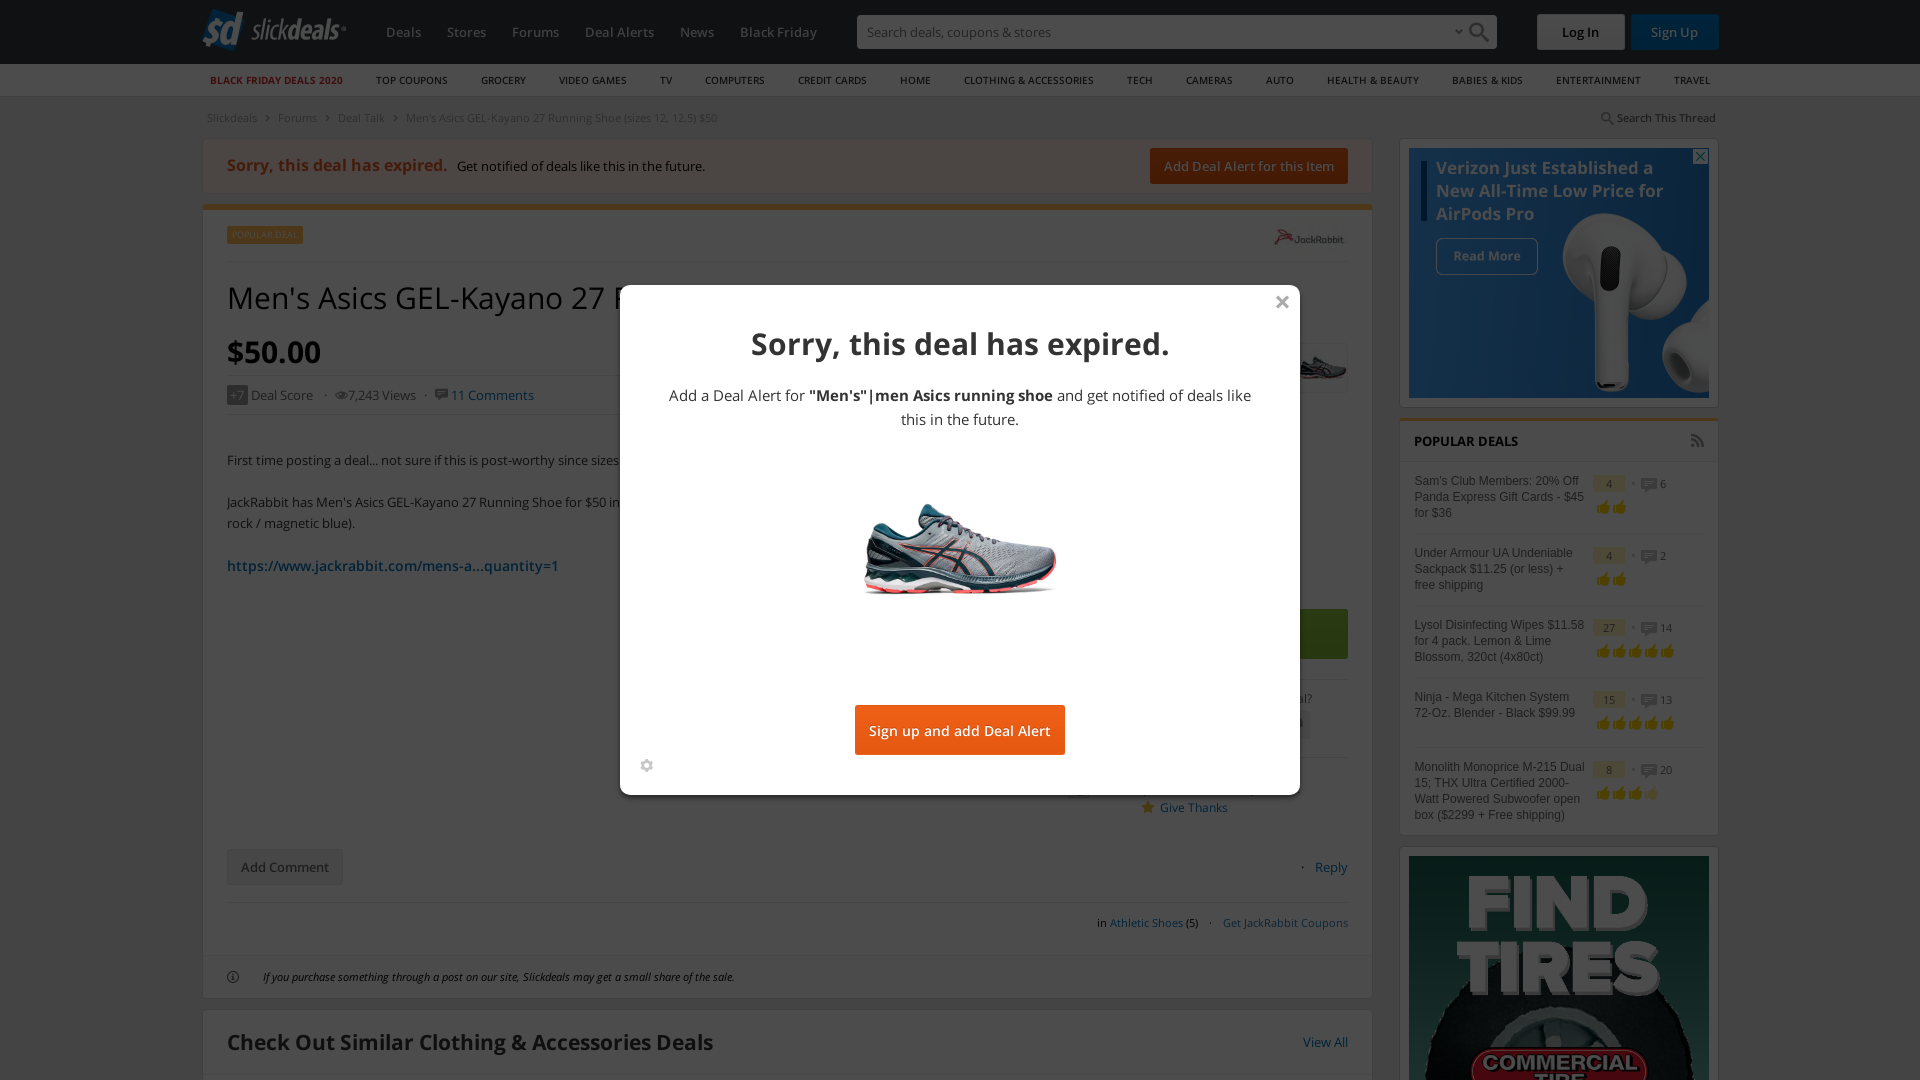 sd slickdeals
Deals
Stores
Forums
Deal Alerts
News
Black Friday
Search deals, coupons & stores
Log In
Sign Up
BLACK FRIDAY DEALS 2020
TOP COUPONS
GROCERY
VIDEO GAMES
TV
COMPUTERS
CREDIT CARDS
HOME
CLOTHING & ACCESSORIES
TECH
CAMERAS
AUTO
HEALTH & BEAUTY
BABIES & KIDS
ENTERTAINMENT
TRAVEL
Slickdeals > Forums > Deal Talk > Men's Asics GEL-Kayano 27 Running Shoe (sizes 12, 12.5) $50
Search This Thread
Sorry, this deal has expired. Get notified of deals like this in the future.
Add Deal Alert for this Item
POPULAR DEAL
JackRabbit.
Men's Asics GEL-Kayano 27
$50.00
+7 Deal Score · 7,243 Views · 11 Comments
First time posting a deal... not sure if this is post-worthy since sizes
JackRabbit has Men's Asics GEL-Kayano 27 Running Shoe for $50 in
rock / magnetic blue).
https://www.jackrabbit.com/mens-a...quantity=1
Give Thanks
Add Comment
· Reply
in Athletic Shoes (5) · Get JackRabbit Coupons
If you purchase something through a post on our site, Slickdeals may get a small share of the sale.
Check Out Similar Clothing & Accessories Deals
View All
Sorry, this deal has expired.
Add a Deal Alert for "Men's"|men Asics running shoe and get notified of deals like
this in the future.
Sign up and add Deal Alert
Verizon Just Established a
New All-Time Low Price for
AirPods Pro
Read More
POPULAR DEALS
Sam's Club Members: 20% Off
Panda Express Gift Cards - $45
for $36
4 · 6
Under Armour UA Undeniable
Sackpack $11.25 (or less) +
free shipping
4 · 2
Lysol Disinfecting Wipes $11.58
for 4 pack. Lemon & Lime
Blossom, 320ct (4x80ct)
27 · 14
Ninja - Mega Kitchen System
72-Oz. Blender - Black $99.99
15 · 13
Monolith Monoprice M-215 Dual
15; THX Ultra Certified 2000-
Watt Powered Subwoofer open
box ($2299 + Free shipping)
8 · 20
FIND
TIRES
COMMERCIAL
TIRE